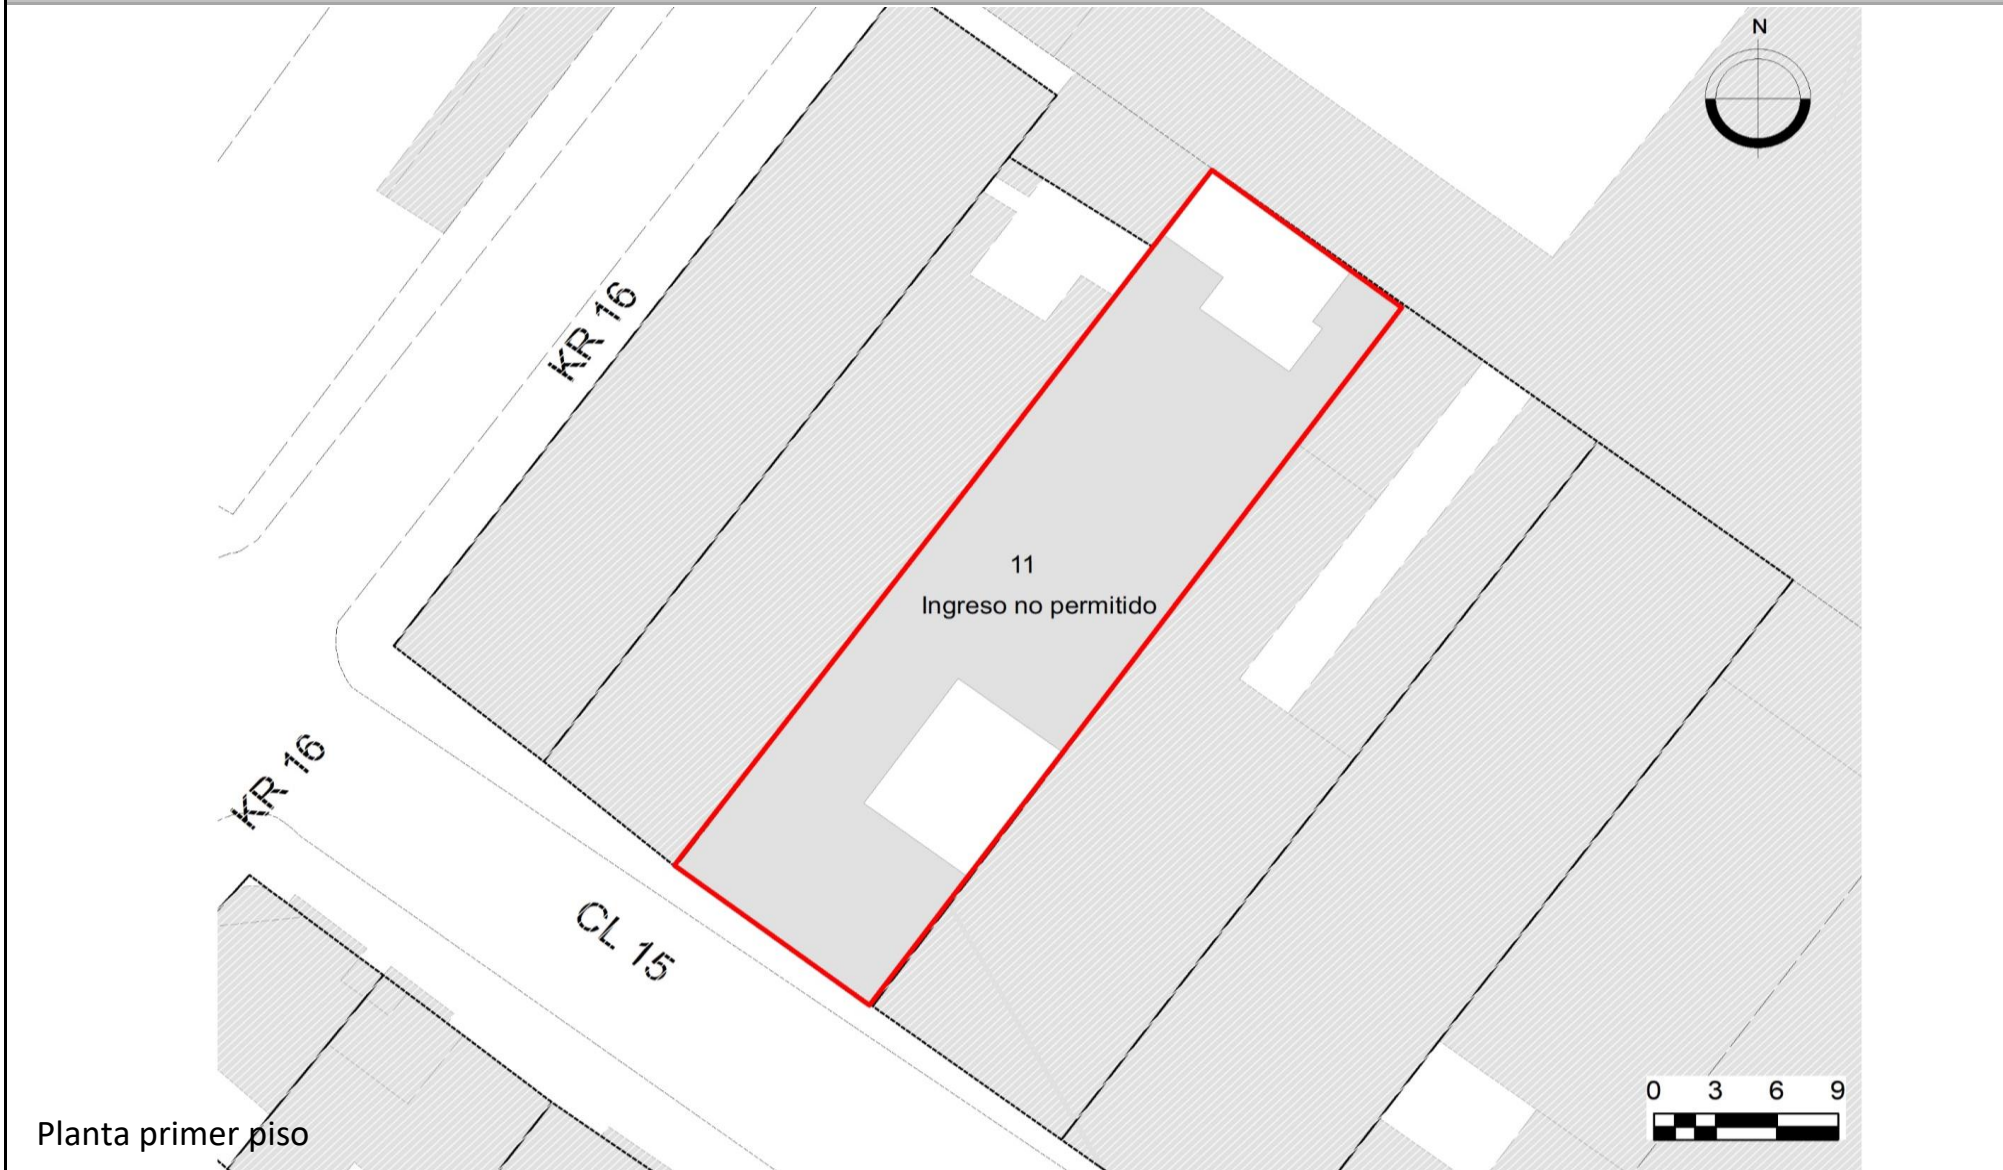 N
KR 16
11
Ingreso no permitido
KR 16
CL 15
0 3 6 9
Planta primer piso